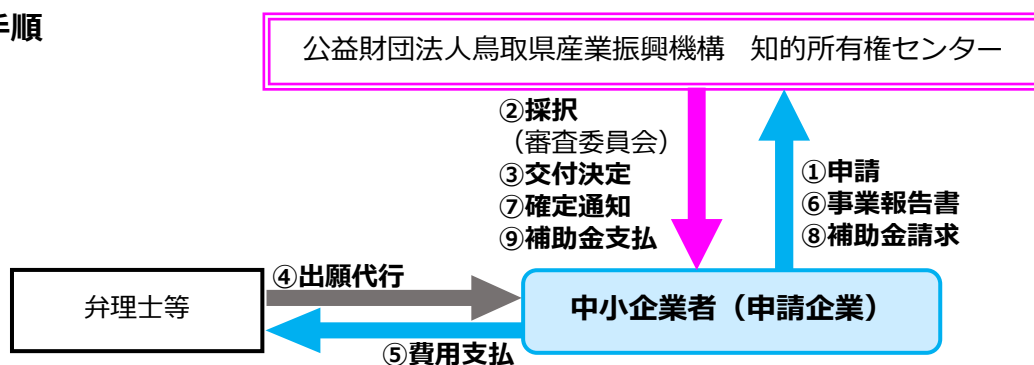 手順
公益財団法人鳥取県産業振興機構　知的所有権センター
②採択
（審査委員会）
③交付決定
⑦確定通知
⑨補助金支払
①申請
⑥事業報告書
⑧補助金請求
④出願代行
弁理士等
中小企業者（申請企業）
⑤費用支払